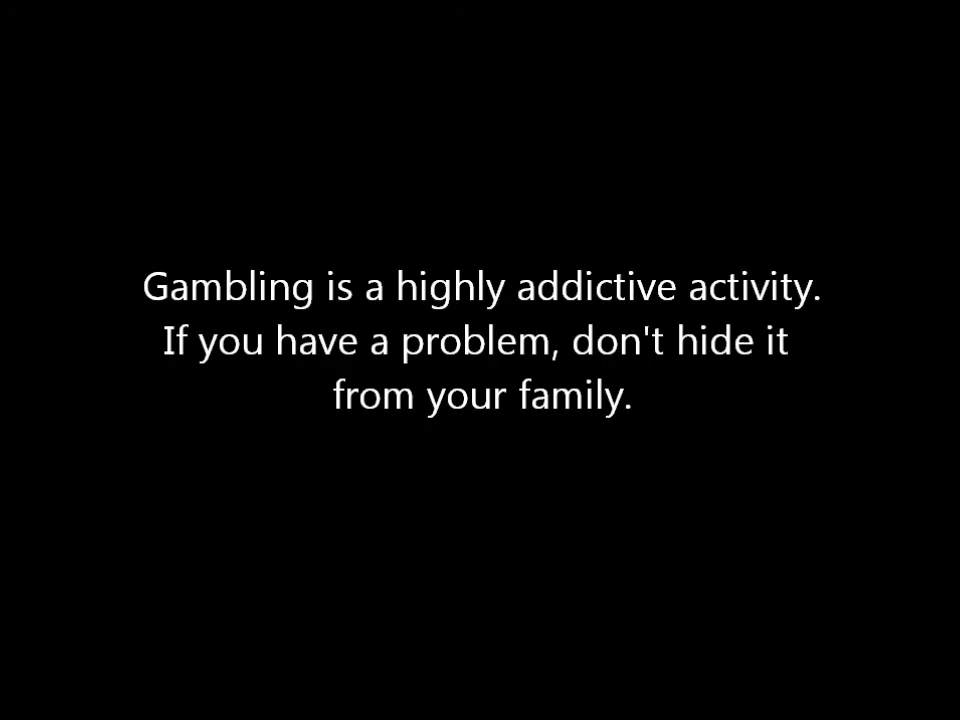 Gambling is a highly addictive activity.
If you have a problem, don't hide it
from your family.